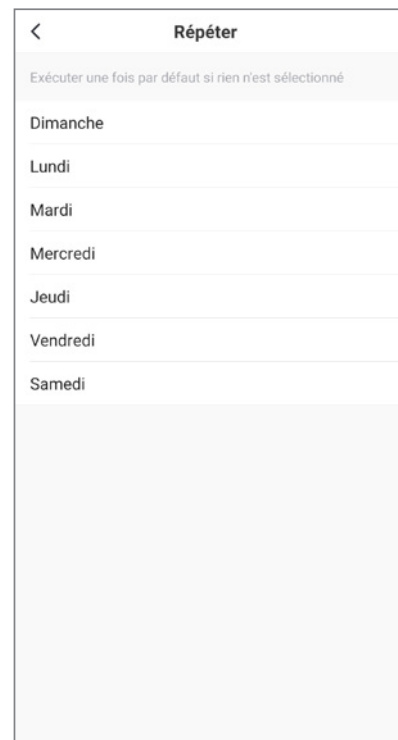 Répéter
Exécuter une fois par défaut si rien n'est sélectionné
Dimanche
Lundi
Mardi
Mercredi
Jeudi
Vendredi
Samedi